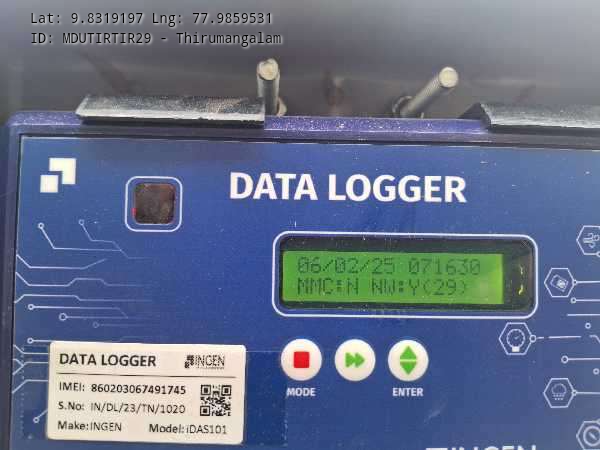 Lat: 9.8319197 Lng: 77.9859531
ID: MDUTIRTIR29 - Thirumangalam
DATA LOGGER
06/02/25 071630
MMC:N NW:Y(29)
DATA LOGGER INGEN
IMEI: 860203067491745
S.No: IN/DL/23/TN/1020
Make:INGEN Model: iDAS101
MODE ENTER
INGEN